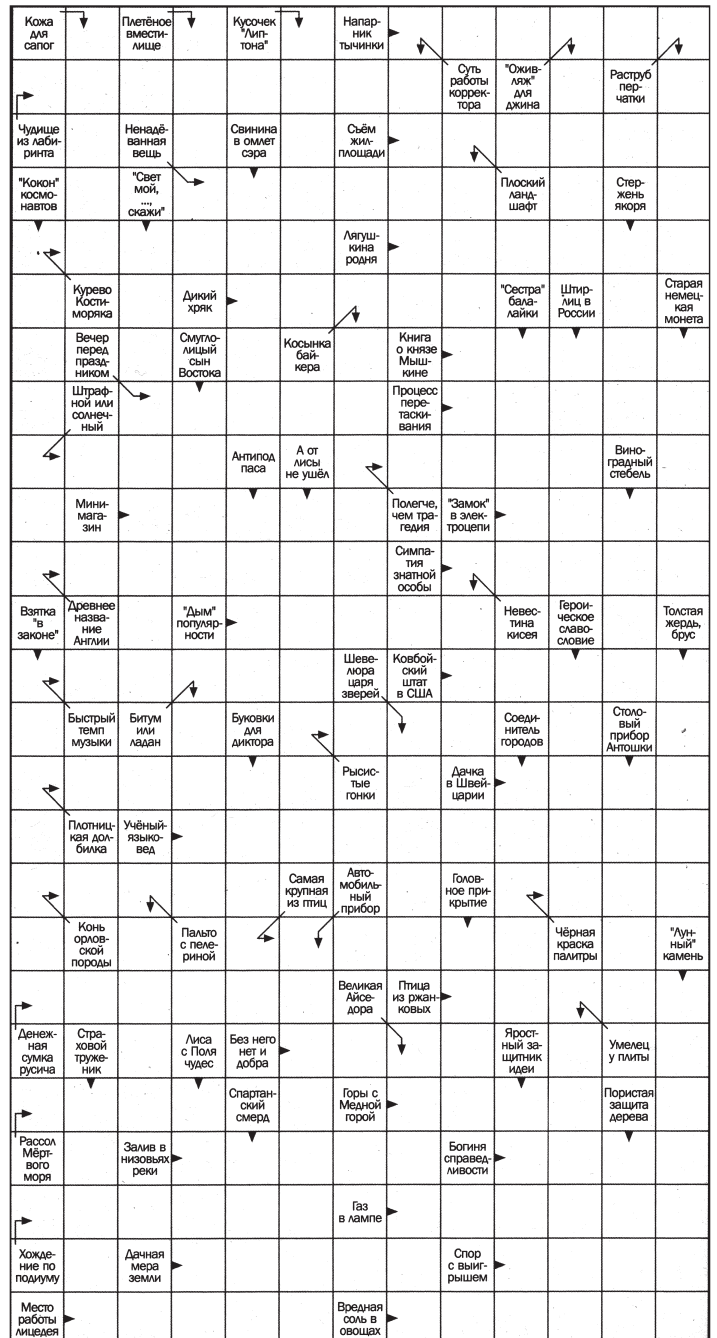 Кожа
для
сапог
Плетёное
вмести-
лище
Кусочек
"Лип-
тона"
Напар-
ник
тычинки
Суть
работы
коррек-
тора
"Ожив-
ляж"
для
джина
Раструб
пер-
чатки
Чудище
из лаби-
ринта
Ненадё-
ванная
вещь
Свинина
в омлет
сэра
Съём
жил-
площади
"Кокон"
космо-
навтов
"Свет
мой,
...,
скажи"
Плоский
ланд-
шафт
Стер-
жень
якоря
Лягуш-
кина
родня
Курево
Кости-
моряка
Дикий
хряк
"Сестра"
бала-
лайки
Штир-
лиц в
России
Старая
немец-
кая
монета
Вечер
перед
празд-
ником
Смугло-
лицый
сын
Востока
Косынка
бай-
кера
Книга
о князе
Мыш-
кине
Штраф-
ной или
солнеч-
ный
Процесс
пере-
таски-
вания
Антипод
паса
А от
лисы
не ушёл
Вино-
градный
стебель
Мини-
мага-
зин
Полегче,
чем тра-
гедия
"Замок"
в элек-
троцепи
Симпа-
тия
знатной
особы
Взятка
"в
законе"
Древнее
назва-
ние
Англии
"Дым"
популяр-
ности
Невес-
тина
кисея
Герои-
ческое
славо-
словие
Толстая
жердь,
брус
Шеве-
люра
царя
зверей
Ковбой-
ский
штат
в США
Быстрый
темп
музыки
Битум
или
ладан
Буковки
для
диктора
Соеди-
нитель
городов
Столо-
вый
прибор
Антошки
Рысис-
тые
гонки
Дачка
в Швей-
царии
Плотниц-
кая дол-
билка
Учёный-
языко-
вед
Самая
крупная
из птиц
Авто-
мобиль-
ный
прибор
Голов-
ное при-
крытие
Конь
орлов-
ской
породы
Пальто
с пеле-
риной
Чёрная
краска
палитры
"Лун-
ный"
камень
Великая
Айсе-
дора
Птица
из ржан-
ковых
Денеж-
ная
сумка
русича
Стра-
ховой
труже-
ник
Лиса
с Поля
чудес
Без него
нет и
добра
Ярост-
ный за-
щитник
идеи
Умелец
у плиты
Спартан-
ский
смерд
Горы с
Медной
горой
Пористая
защита
дерева
Рассол
Мёрт-
вого
моря
Залив в
низовьях
реки
Богиня
справед-
ливости
Газ
в лампе
Хожде-
ние по
подиуму
Дачная
мера
земли
Спор
с выиг-
рышем
Место
работы
лицедея
Вредная
соль в
овощах